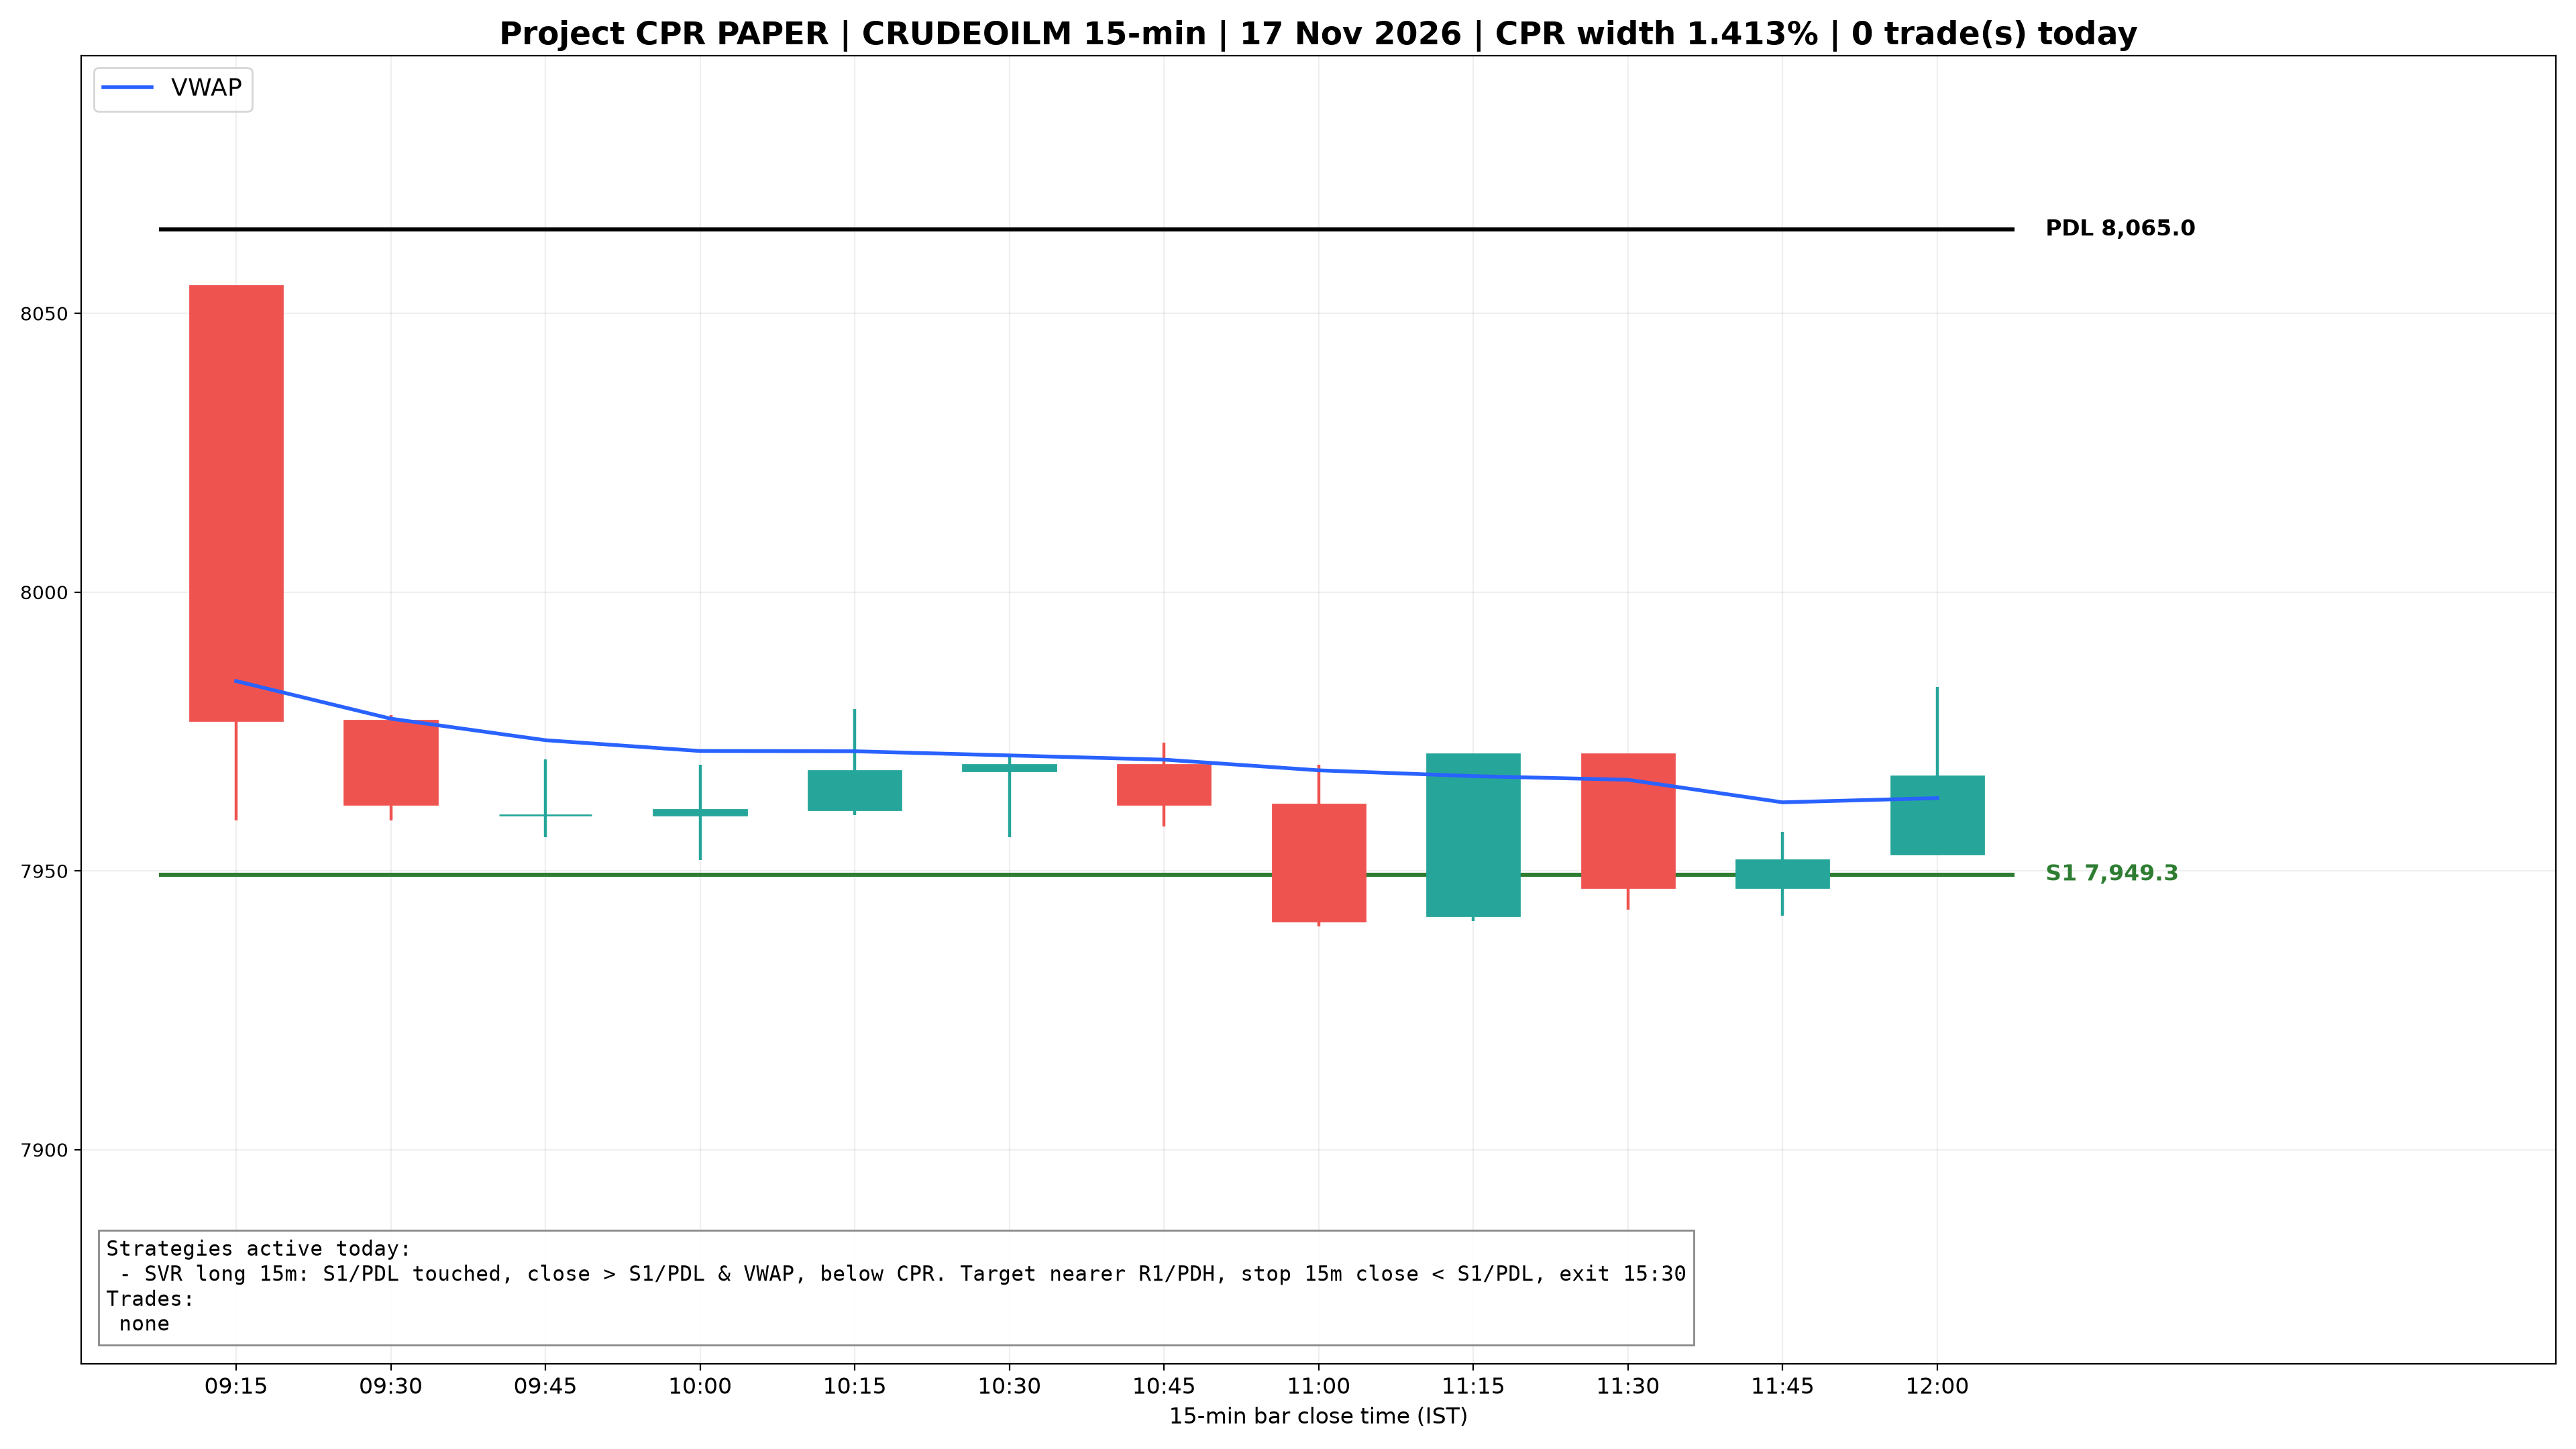 Project CPR PAPER | CRUDEOILM 15-min | 17 Nov 2026 | CPR width 1.413% | 0 trade(s) today
VWAP
PDL 8,065.0
8050
8000
7950
S1 7,949.3
7900
Strategies active today:
- SVR long 15m: S1/PDL touched, close > S1/PDL & VWAP, below CPR. Target nearer R1/PDH, stop 15m close < S1/PDL, exit 15:30
Trades:
none
09:15 09:30 09:45 10:00 10:15 10:30 10:45 11:00 11:15 11:30 11:45 12:00
15-min bar close time (IST)